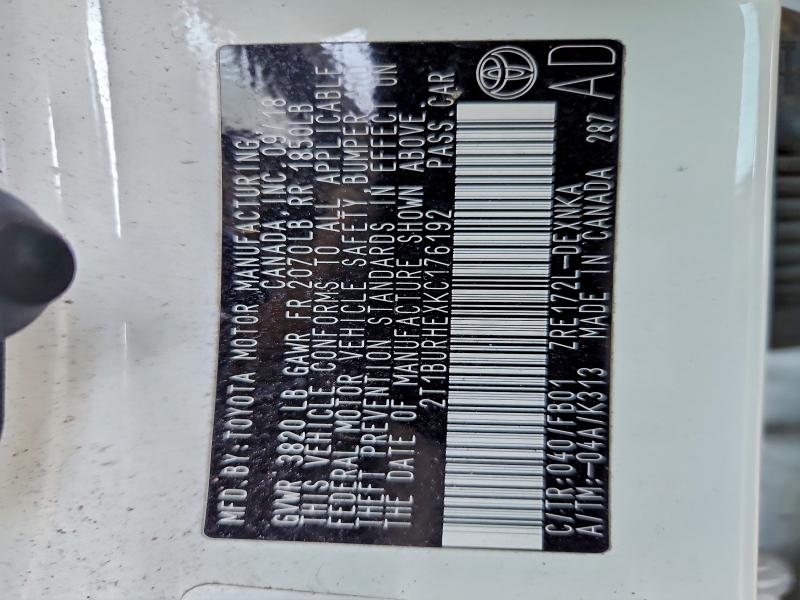 MFD.BY:TOYOTA MOTOR MANUFACTURING
CANADA, INC. 09/18
GVWR 3820LB GAWR FR 2070LB RR 1850LB
THIS VEHICLE CONFORMS TO ALL APPLICABLE
FEDERAL MOTOR VEHICLE SAFETY, BUMPER
THEFT PREVENTION STANDARDS IN EFFECT ON
THE DATE OF MANUFACTURE SHOWN ABOVE.
2T1BURHEXKC176192 PASS.CAR
C/TR:040/FB01 ZRE172L-DEXNKA
A/TM:-04A/K313 MADE IN CANADA 287
AD